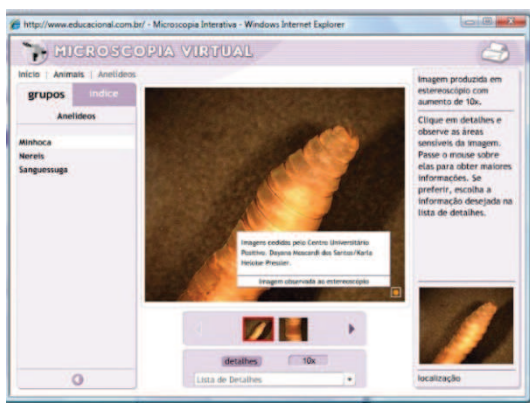 http://www.educacional.com.br/ - Microscopia Interativa - Windows Internet Explorer
MICROSCOPIA VIRTUAL
Início | Animais | Anelídeos
grupos
índice
Anelídeos
Minhoca
Nereis
Sanguessuga
Imagens cedidas pelo Centro Universitário
Positivo. Dayana dos Santos/Karla
Heloise
Imagem observada ao estereoscópio
detalhes
10x
Lista de Detalhes
Imagem produzida em
estereoscópio com
aumento de 10x.
Clique em detalhes e
observe as áreas
sensíveis da imagem.
Passe o mouse sobre
elas para obter maiores
informações. Se
preferir, escolha a
informação desejada na
lista de detalhes.
localização